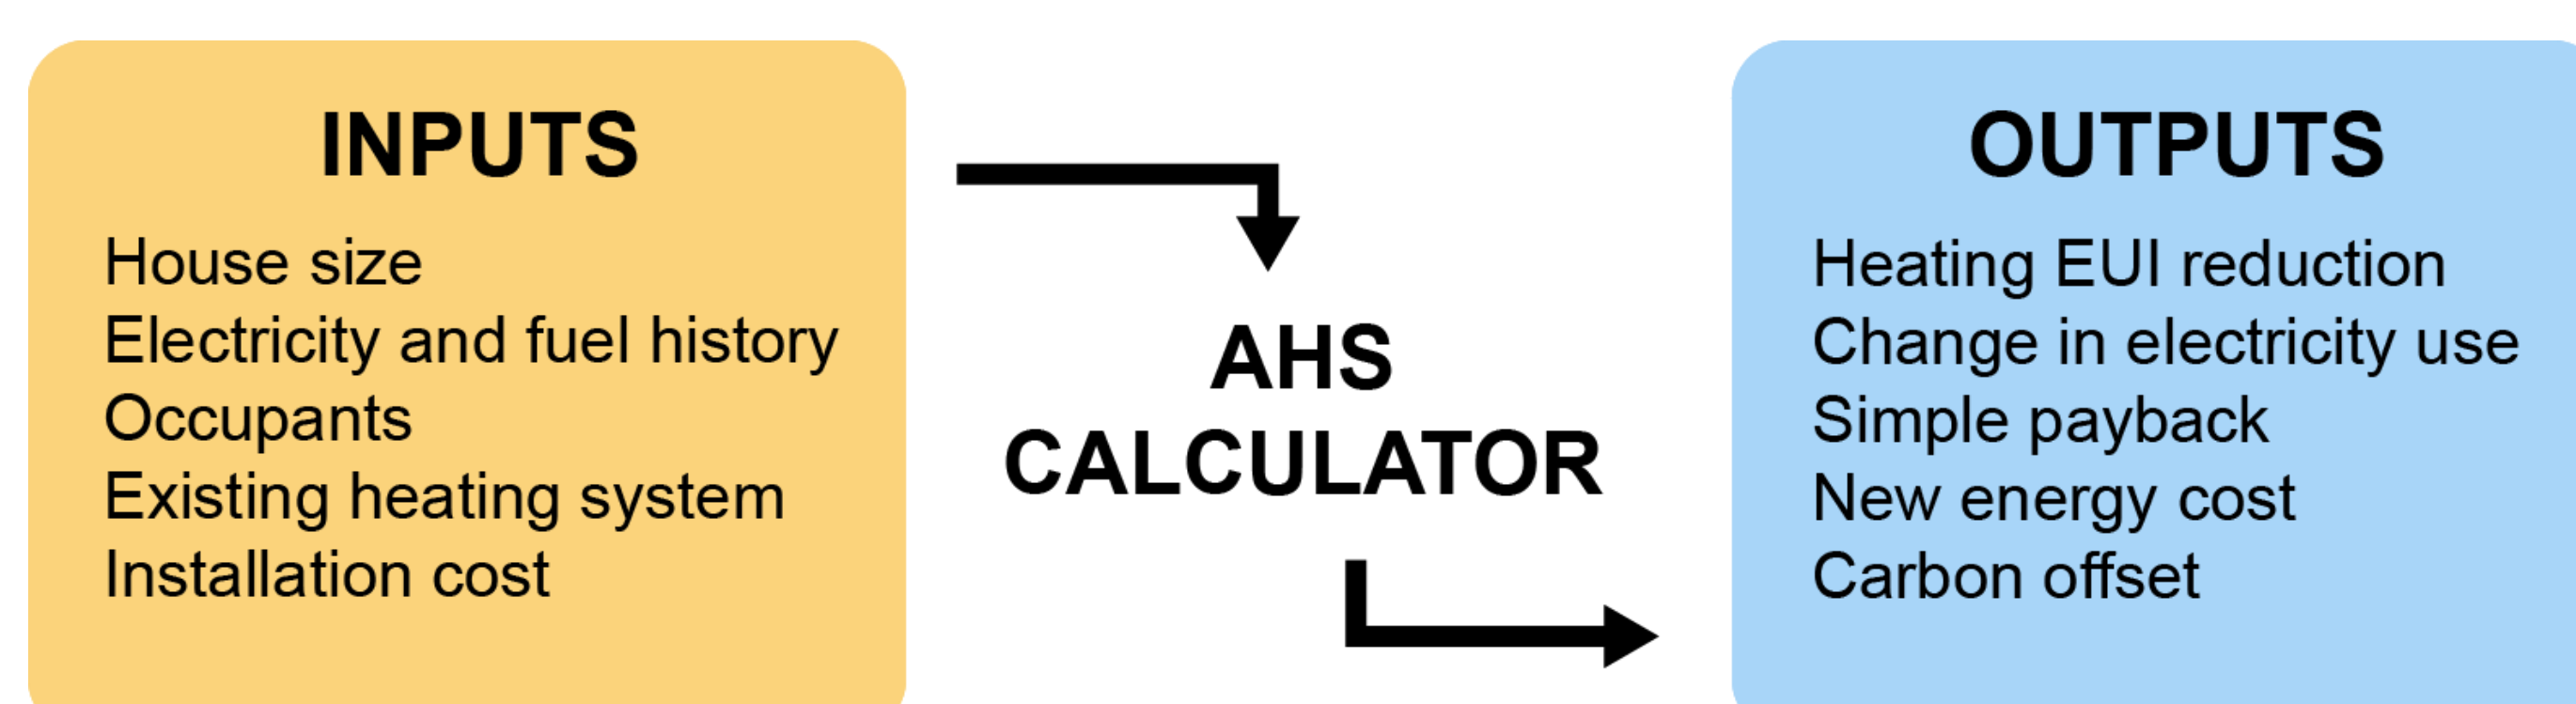 INPUTS
House size
Electricity and fuel history
Occupants
Existing heating system
Installation cost
AHS
CALCULATOR
OUTPUTS
Heating EUI reduction
Change in electricity use
Simple payback
New energy cost
Carbon offset